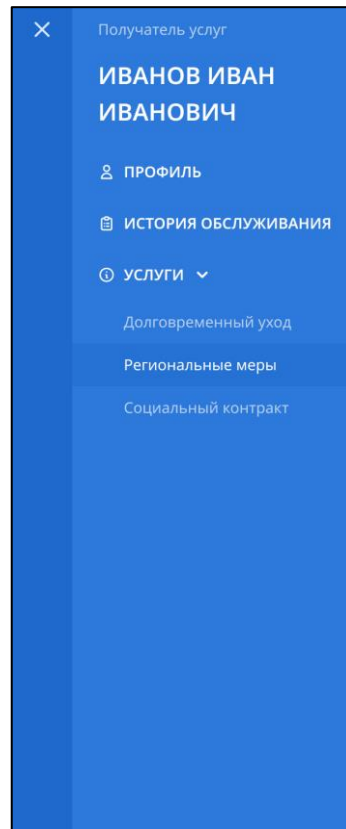 Получатель услуг
ИВАНОВ ИВАН
ИВАНОВИЧ
ПРОФИЛЬ
ИСТОРИЯ ОБСЛУЖИВАНИЯ
УСЛУГИ
Долговременный уход
Региональные меры
Социальный контракт